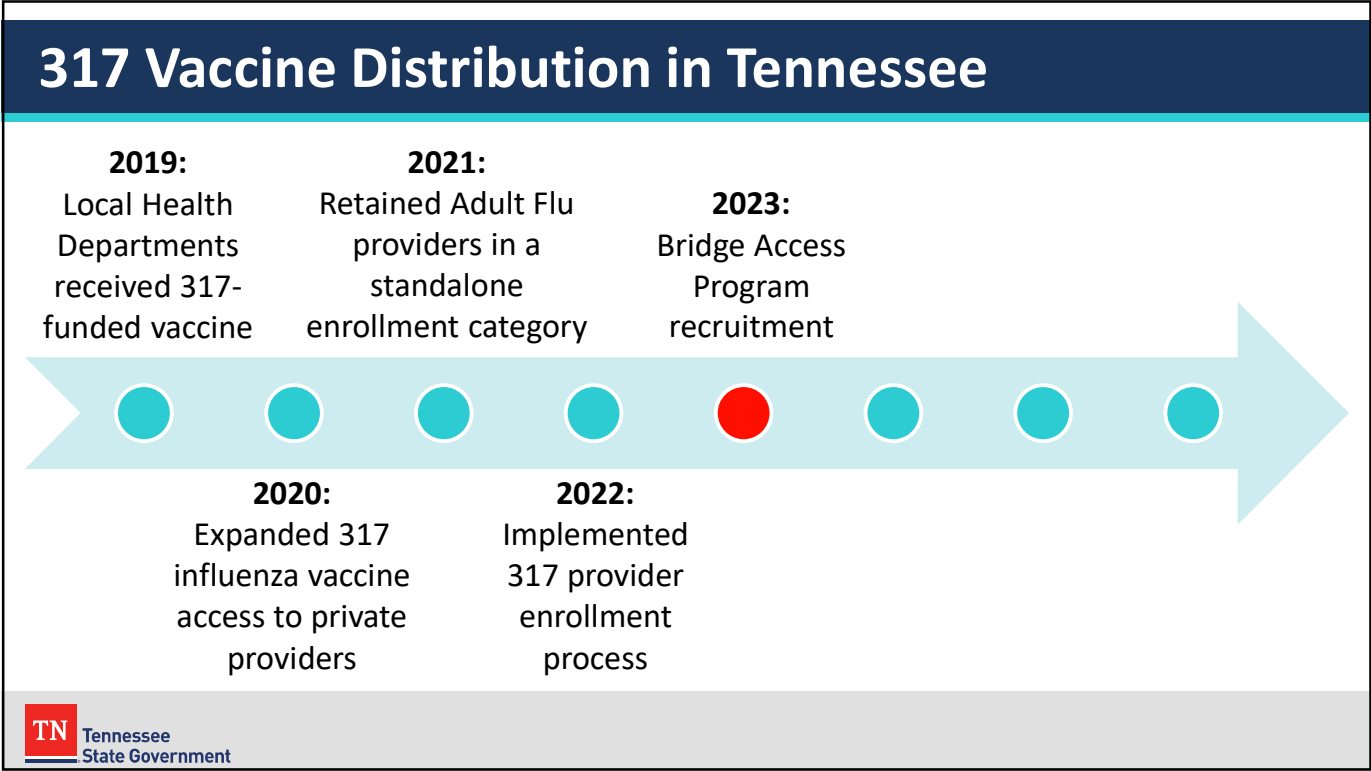 317 Vaccine Distribution in Tennessee
2019:
Local Health
Departments
received 317-
funded vaccine
2021:
Retained Adult Flu
providers in a
standalone
enrollment category
2023:
Bridge Access
Program
recruitment
2020:
Expanded 317
influenza vaccine
access to private
providers
2022:
Implemented
317 provider
enrollment
process
TN
Tennessee
State Government